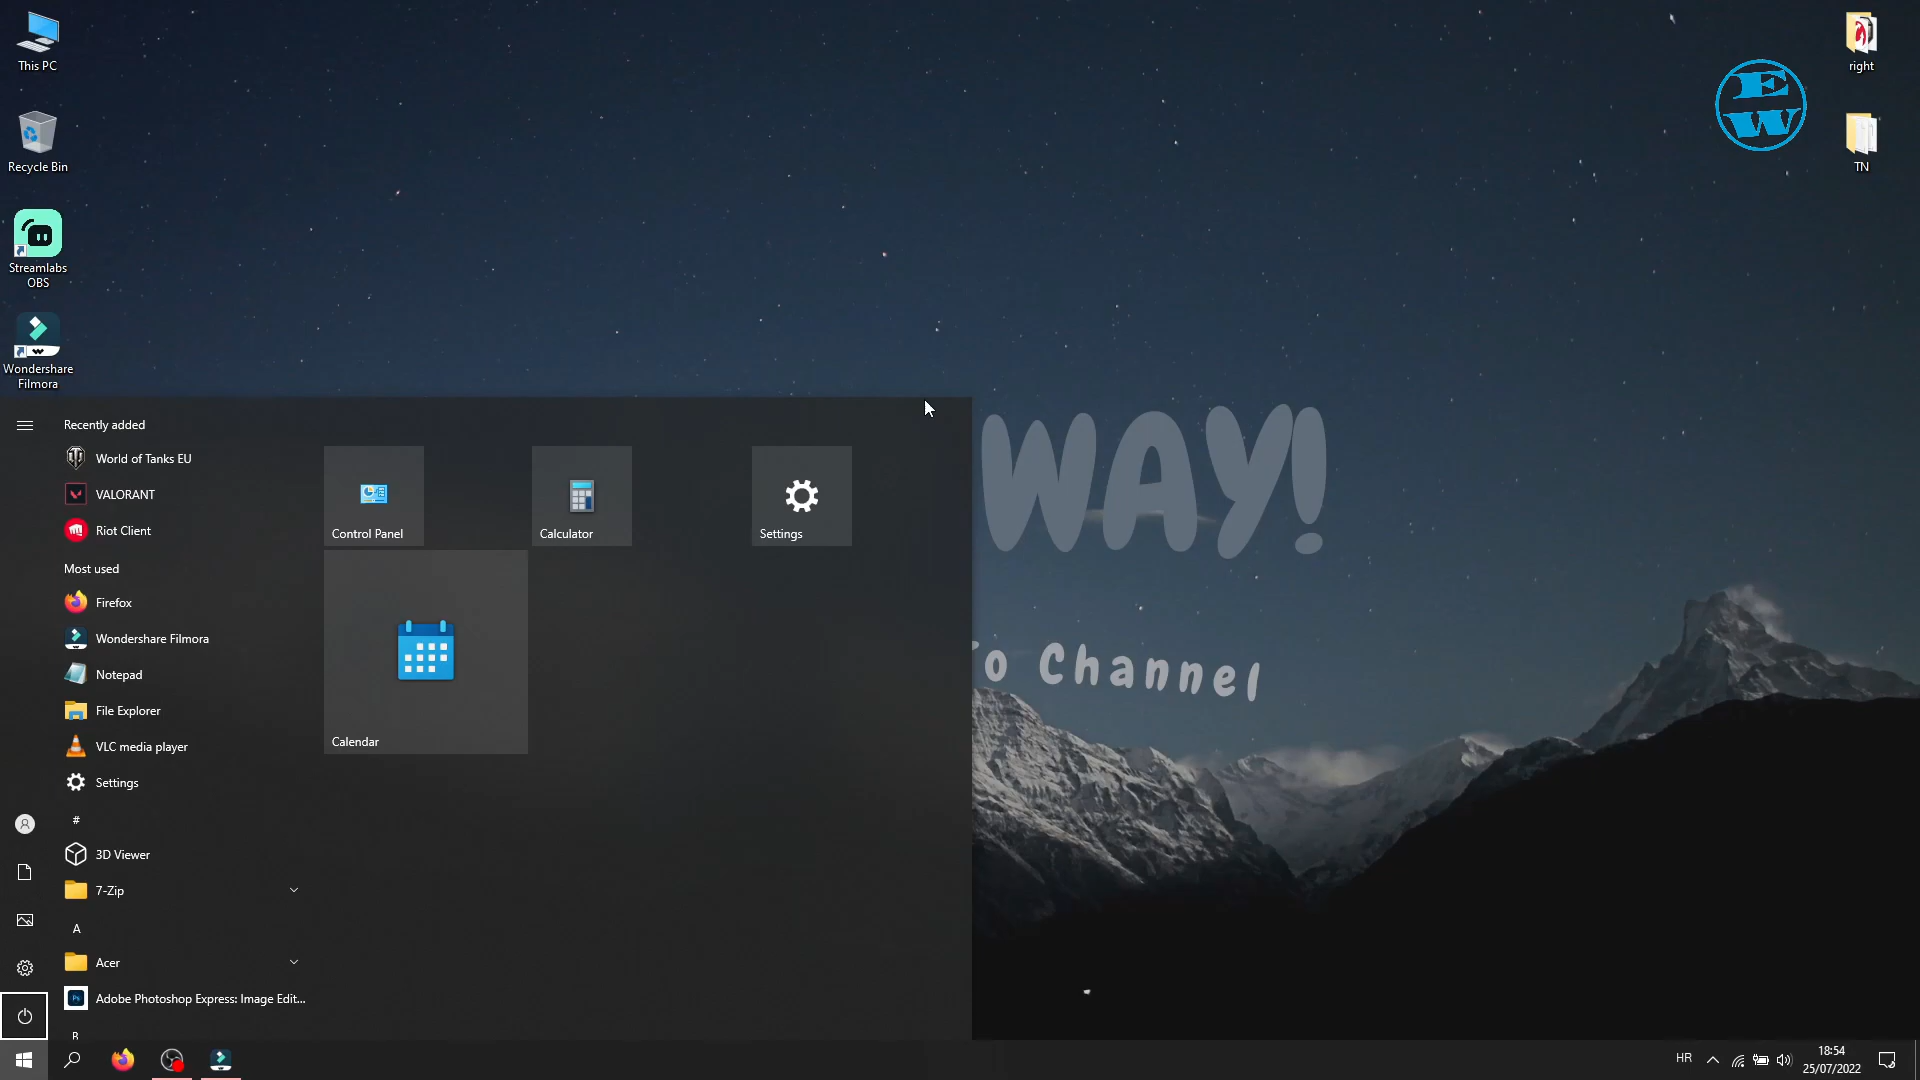 This PC
Recycle Bin
Streamlabs
OBS
Wondershare
Filmora
right
TN
EW
WAY!
To Channel
Recently added
World of Tanks EU
VALORANT
Riot Client
Most used
Firefox
Wondershare Filmora
Notepad
File Explorer
VLC media player
Settings
#
3D Viewer
7-Zip
A
Acer
Adobe Photoshop Express: Image Edit...
B
Control Panel
Calculator
Settings
Calendar
HR
18:54
25/07/2022